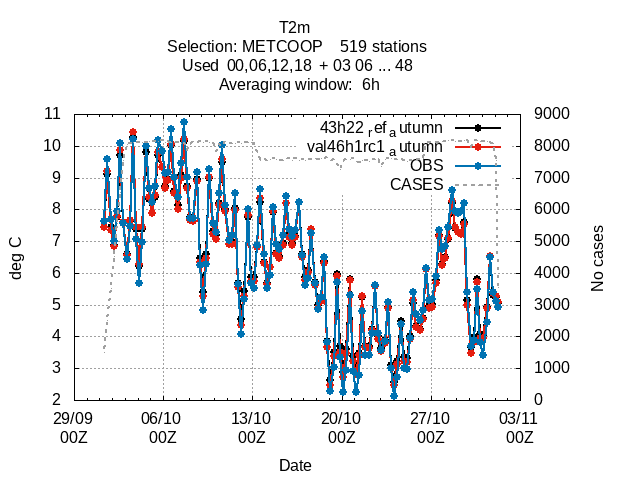 T2m
Selection: METCOOP 519 stations
Used 00,06,12,18 + 03 06 ... 48
Averaging window: 6h
11 9000
43h22 ref a utumn
10 8000
val46h1rc1 a utumn
OBS
CASES
9 7000
8 6000
7 5000
deg C
No cases
6 4000
5 3000
4 2000
3 1000
2 0
29/09 06/10 13/10 20/10 27/10 03/11
00Z 00Z 00Z 00Z 00Z 00Z
Date